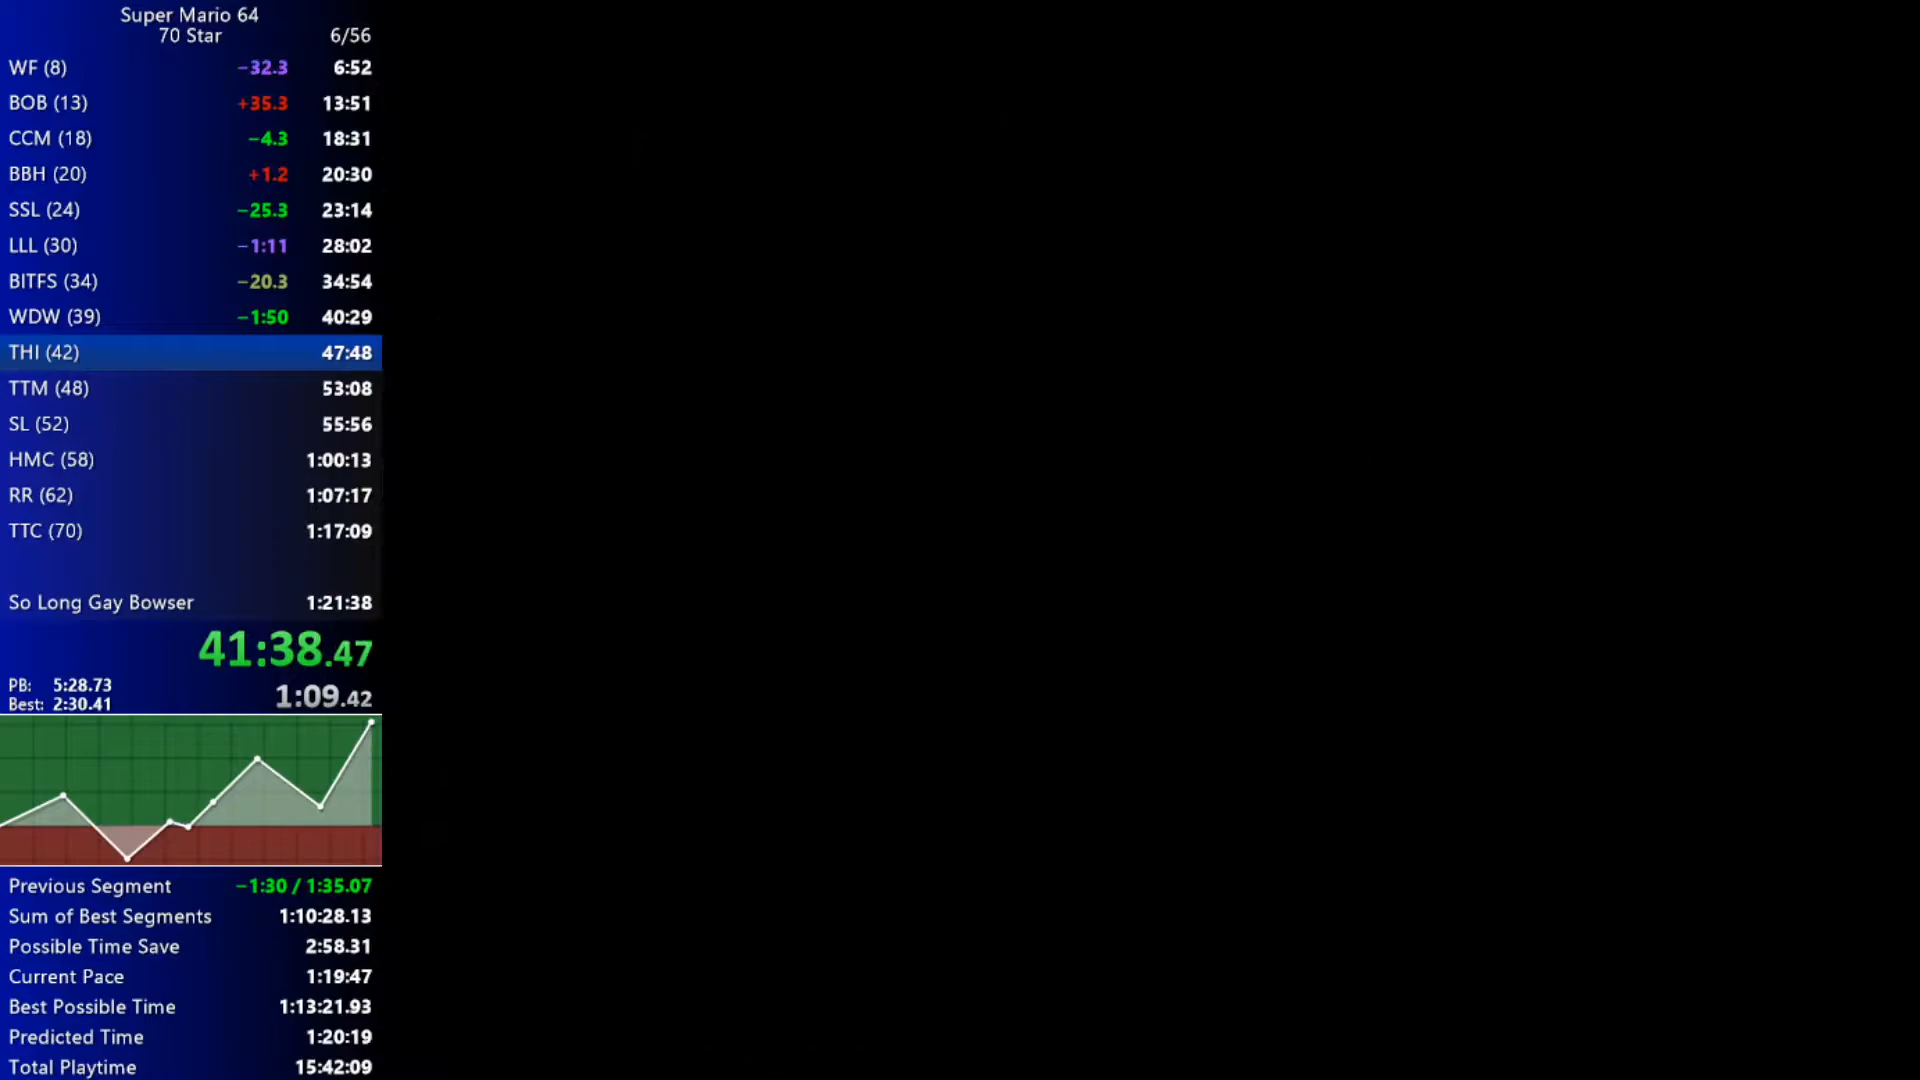 Super Mario 64
70 Star 6/56
WF (8) −32.3 6:52
BOB (13) +35.3 13:51
CCM (18) −4.3 18:31
BBH (20) +1.2 20:30
SSL (24) −25.3 23:14
LLL (30) −1:11 28:02
BITFS (34) −20.3 34:54
WDW (39) −1:50 40:29
THI (42) 47:48
TTM (48) 53:08
SL (52) 55:56
HMC (58) 1:00:13
RR (62) 1:07:17
TTC (70) 1:17:09
So Long Gay Bowser 1:21:38
41:38.47
PB: 5:28.73
Best: 2:30.41
1:09.42
Previous Segment −1:30 / 1:35.07
Sum of Best Segments 1:10:28.13
Possible Time Save 2:58.31
Current Pace 1:19:47
Best Possible Time 1:13:21.93
Predicted Time 1:20:19
Total Playtime 15:42:09